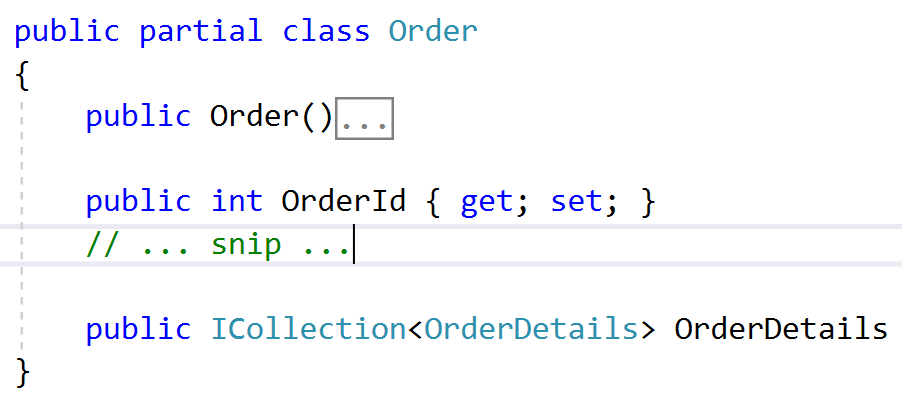 public partial class Order
{
public Order()...
public int OrderId { get; set; }
// ... snip ...
public ICollection<OrderDetails> OrderDetails
}